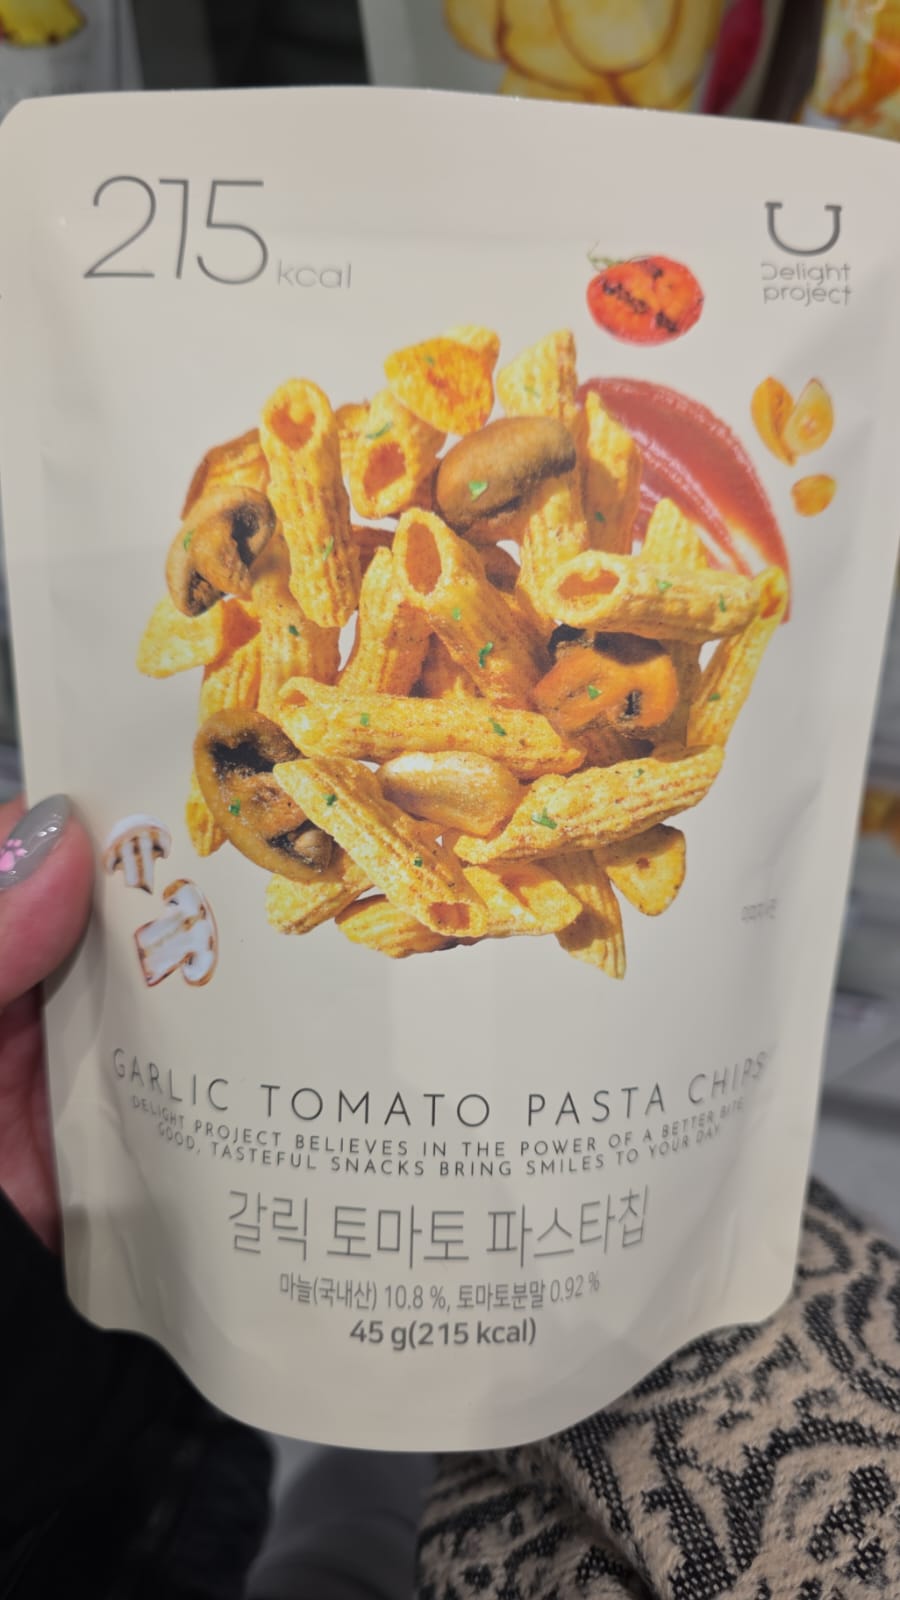 215 kcal
Delight
project
GARLIC TOMATO PASTA CHIPS
DELIGHT PROJECT BELIEVES IN THE POWER OF A BETTER BITE
GOOD, TASTEFUL SNACKS BRING SMILES TO YOUR DAY
갈릭 토마토 파스타칩
마늘(국내산) 10.8 %, 토마토분말 0.92 %
45 g(215 kcal)